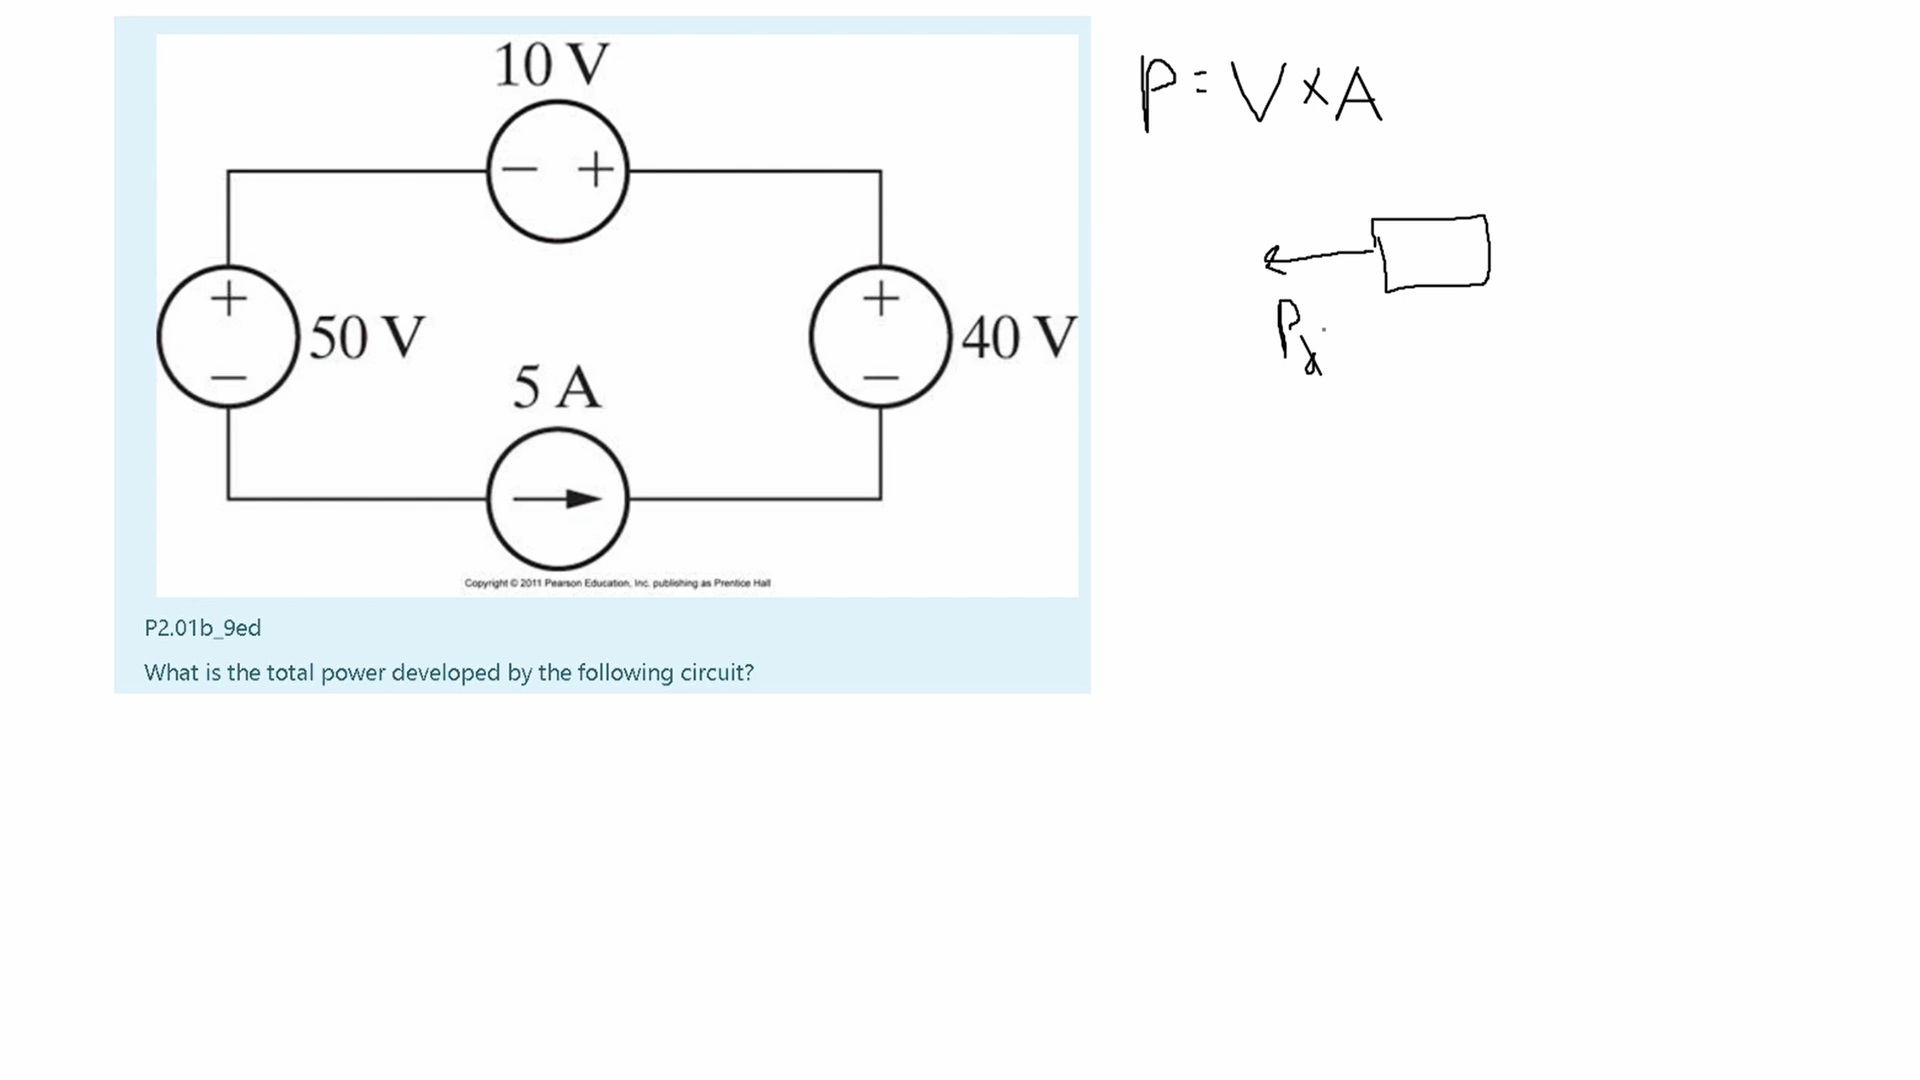 10 V
P = V x A
− +
+
50 V
−
+
40 V
−
5 A
Pd
Copyright © 2011 Pearson Education, Inc. publishing as Prentice Hall
P2.01b_9ed
What is the total power developed by the following circuit?